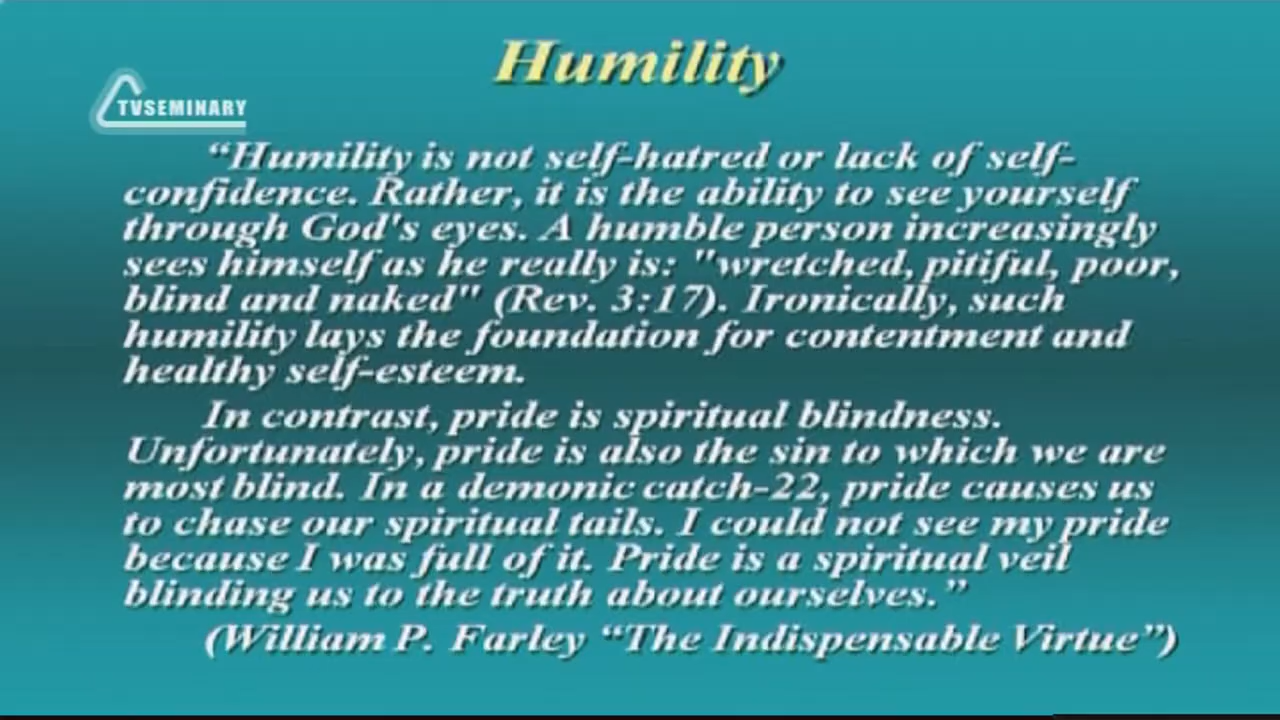 Humility
TVSEMINARY
“Humility is not self-hatred or lack of self-
confidence. Rather, it is the ability to see yourself
through God's eyes. A humble person increasingly
sees himself as he really is: "wretched, pitiful, poor,
blind and naked" (Rev. 3:17). Ironically, such
humility lays the foundation for contentment and
healthy self-esteem.
In contrast, pride is spiritual blindness.
Unfortunately, pride is also the sin to which we are
most blind. In a demonic catch-22, pride causes us
to chase our spiritual tails. I could not see my pride
because I was full of it. Pride is a spiritual veil
blinding us to the truth about ourselves.”
(William P. Farley “The Indispensable Virtue”)